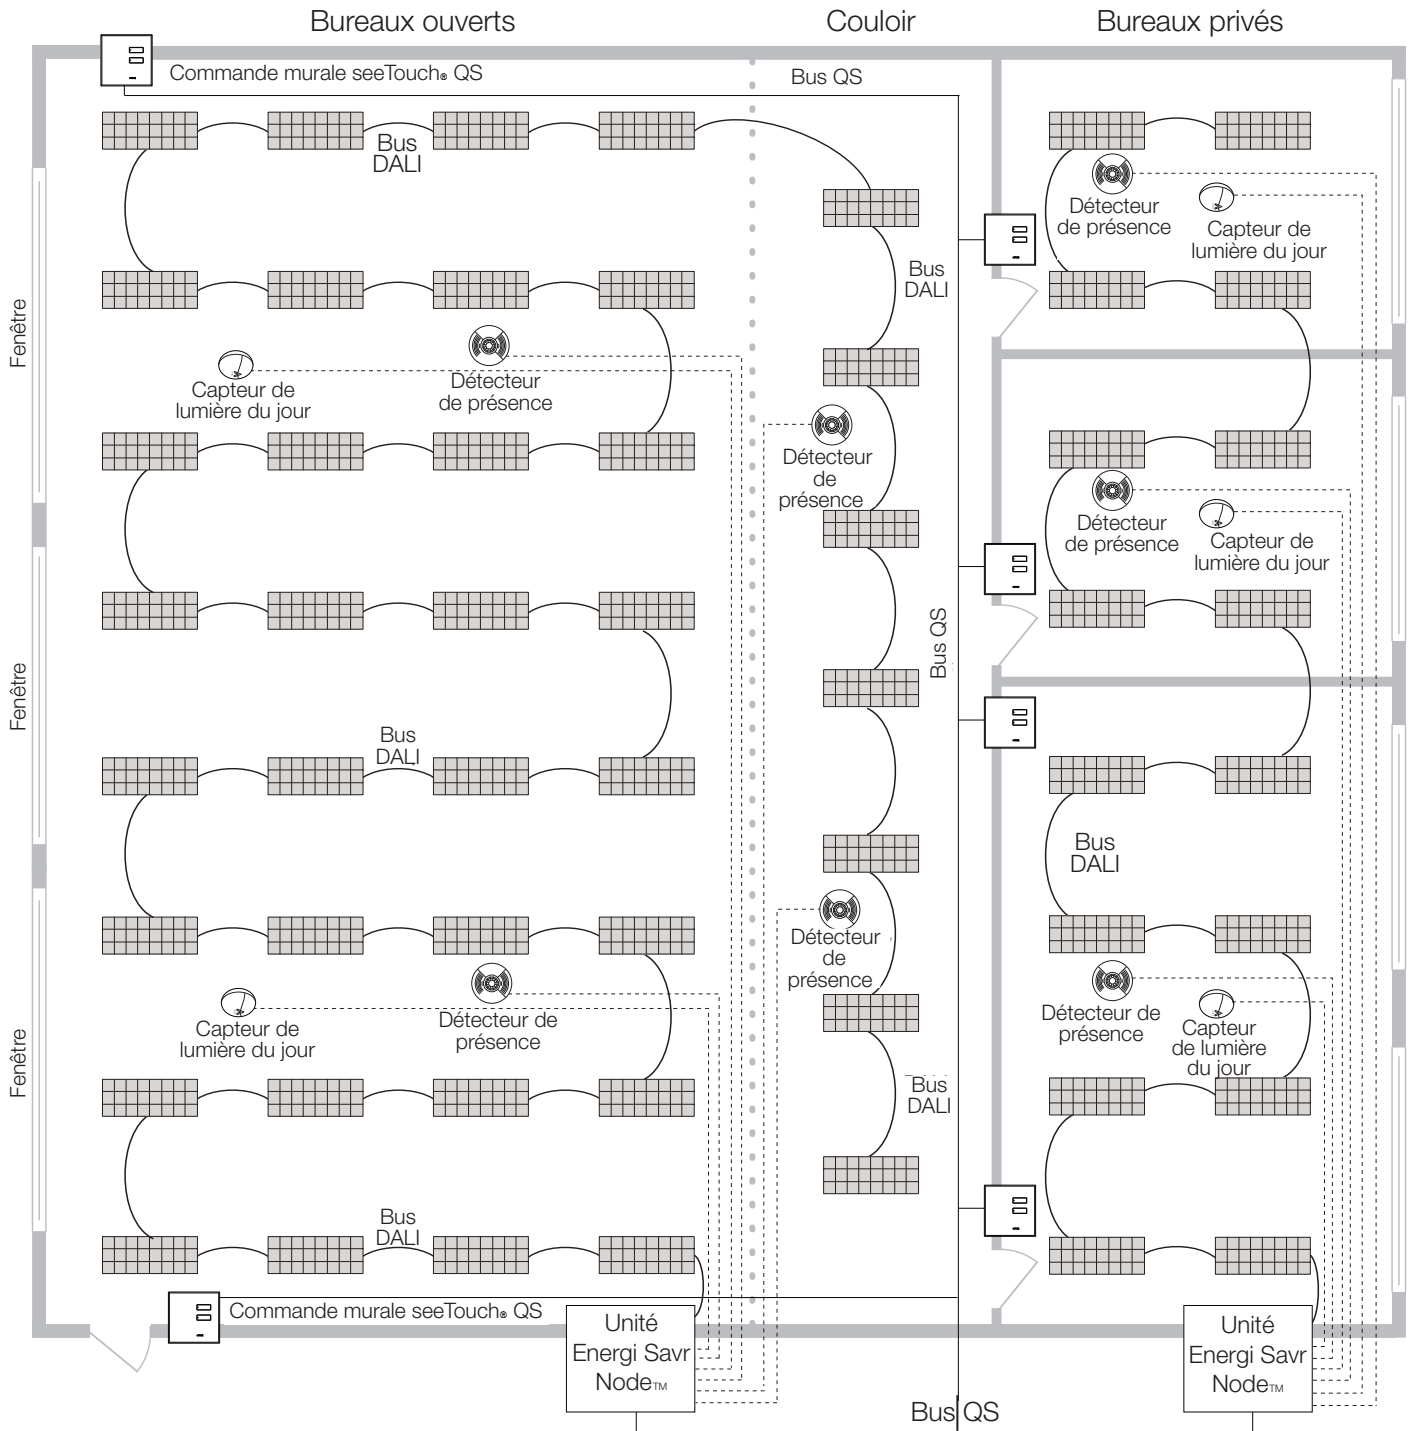 Bureaux ouverts
Couloir
Bureaux privés
Commande murale seeTouch® QS
Bus QS
Bus
DALI
Détecteur
de présence
Capteur de
lumière du jour
Bus
DALI
Fenêtre
Capteur de
lumière du jour
Détecteur
de présence
Détecteur
de
présence
Détecteur
de présence
Capteur de
lumière du jour
Bus QS
Fenêtre
Bus
DALI
Bus
DALI
Détecteur
de
présence
Fenêtre
Capteur de
lumière du jour
Détecteur de
présence
Détecteur de
présence
Capteur
de lumière
du jour
Bus
DALI
Bus
DALI
Commande murale seeTouch® QS
Unité
Energi Savr
Node™
Unité
Energi Savr
Node™
Bus QS